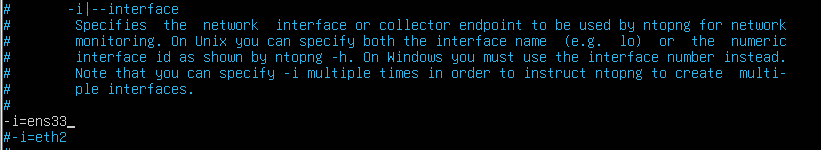 #       -i|--interface
#        Specifies  the  network  interface or collector endpoint to be used by ntopng for network
#        monitoring. On Unix you can specify both the interface name  (e.g.  lo)  or  the  numeric
#        interface id as shown by ntopng -h. On Windows you must use the interface number instead.
#        Note that you can specify -i multiple times in order to instruct ntopng to create  multi-
#        ple interfaces.
#
-i=ens33_
#-i=eth2